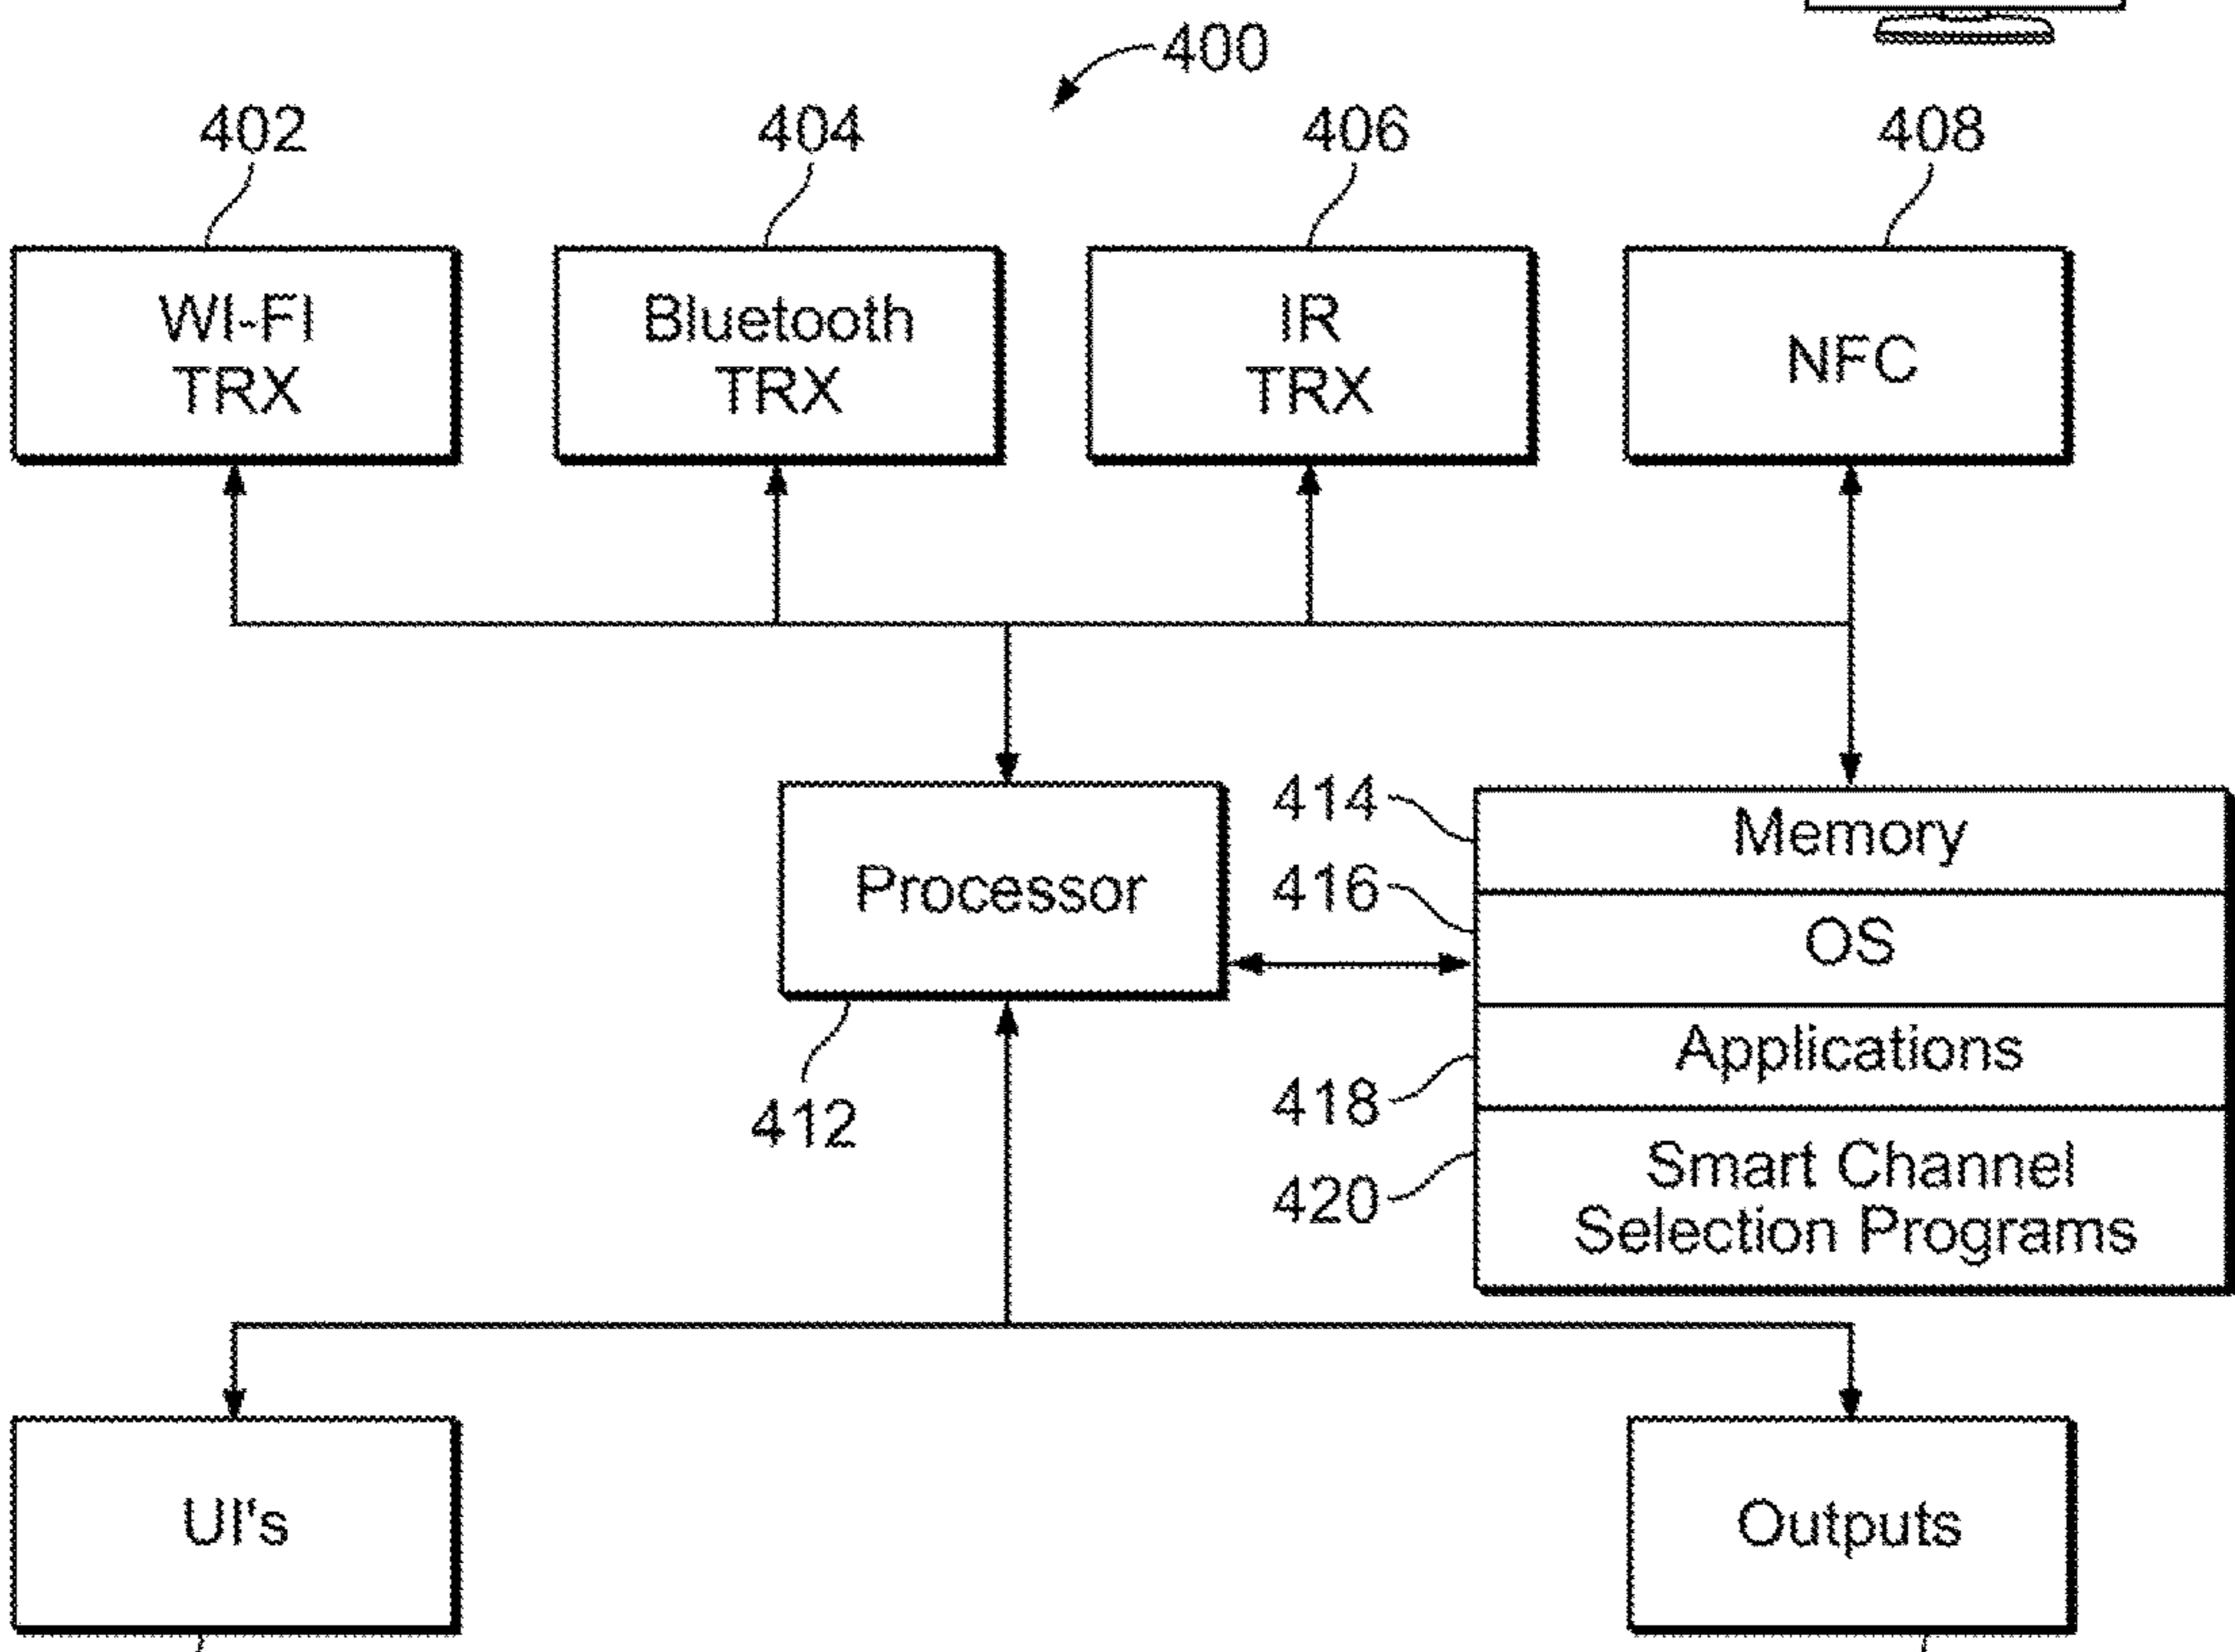 400
402
404
406
408
WI-FI
TRX
Bluetooth
TRX
IR
TRX
NFC
414
Memory
416
OS
Processor
Applications
418
412
420
Smart Channel
Selection Programs
UI's
Outputs